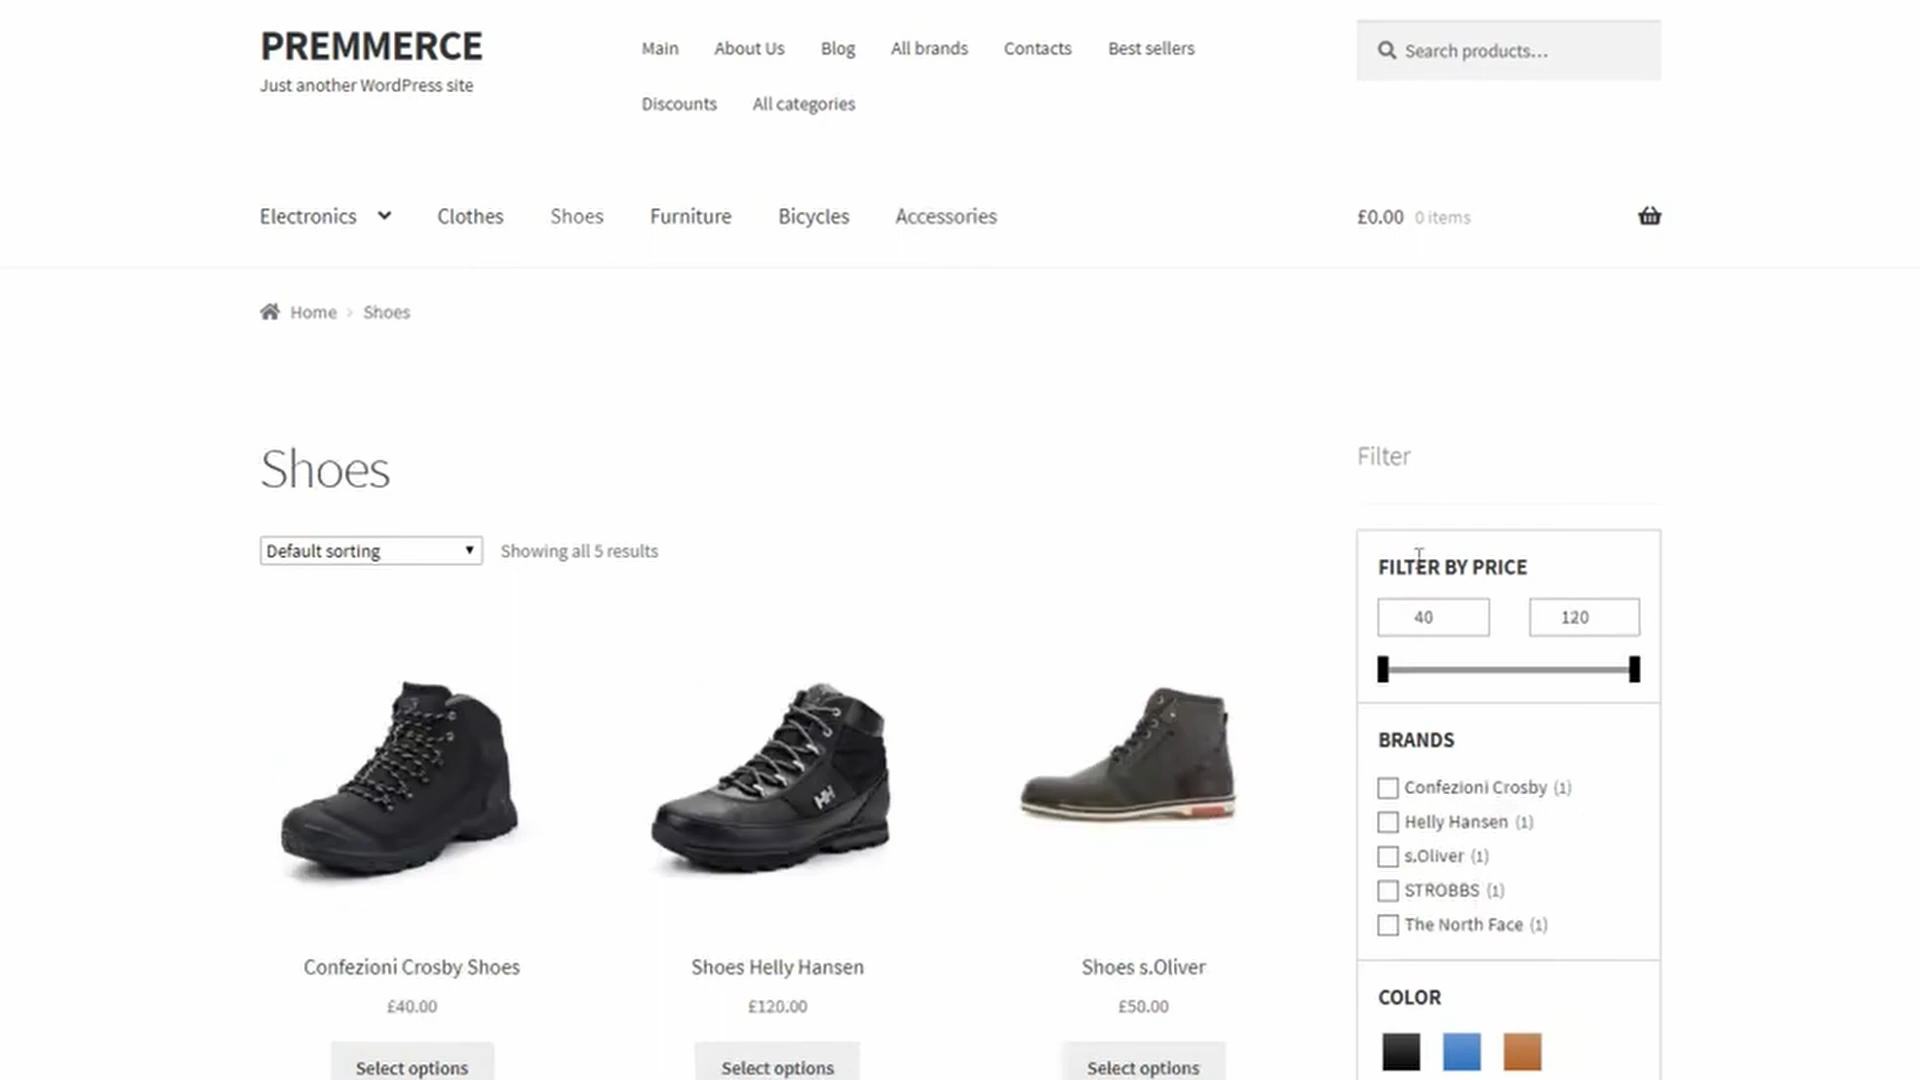 PREMMERCE
Just another WordPress site
Main About Us Blog All brands Contacts Best sellers
Discounts All categories
Search products...
Electronics Clothes Shoes Furniture Bicycles Accessories
£0.00 0 items
Home › Shoes
Shoes
Default sorting
Showing all 5 results
HH
Confezioni Crosby Shoes
£40.00
Select options
Shoes Helly Hansen
£120.00
Select options
Shoes s.Oliver
£50.00
Select options
Filter
FILTER BY PRICE
40 120
BRANDS
Confezioni Crosby (1)
Helly Hansen (1)
s.Oliver (1)
STROBBS (1)
The North Face (1)
COLOR